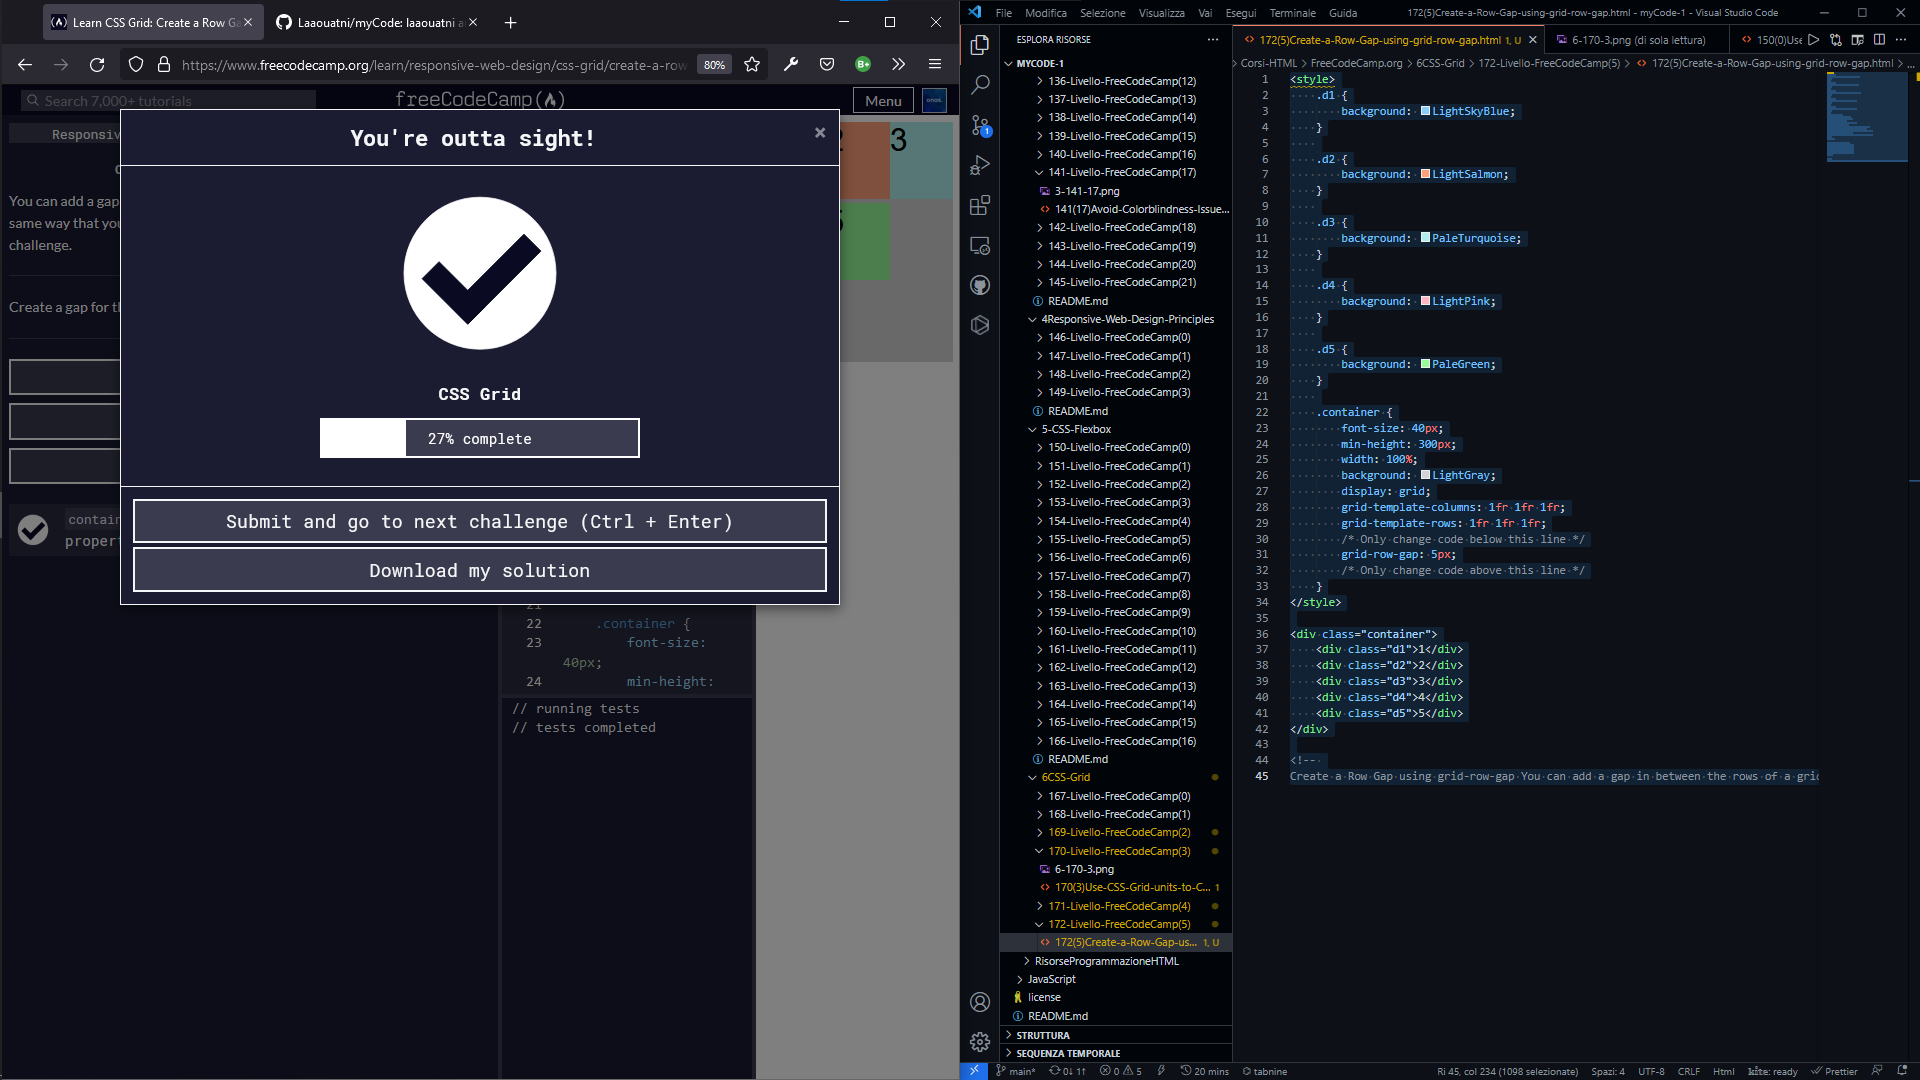 Learn CSS Grid: Create a Row Ga
Laaouatni/myCode: laaouatni a
https://www.freecodecamp.org/learn/responsive-web-design/css-grid/create-a-row-
80%
Search 7,000+ tutorials
freeCodeCamp
Menu
Responsiv
You can add a gap
same way that you
challenge.
Create a gap for th
contain
propert
3
You're outta sight!
×
CSS Grid
27% complete
Submit and go to next challenge (Ctrl + Enter)
Download my solution
21
22 .container {
23 font-size:
40px;
24 min-height:
// running tests
// tests completed
File Modifica Selezione Visualizza Vai Esegui Terminale Guida
172(5)Create-a-Row-Gap-using-grid-row-gap.html - myCode-1 - Visual Studio Code
ESPLORA RISORSE
MYCODE-1
136-Livello-FreeCodeCamp(12)
137-Livello-FreeCodeCamp(13)
138-Livello-FreeCodeCamp(14)
139-Livello-FreeCodeCamp(15)
140-Livello-FreeCodeCamp(16)
141-Livello-FreeCodeCamp(17)
3-141-17.png
141(17)Avoid-Colorblindness-Issue...
142-Livello-FreeCodeCamp(18)
143-Livello-FreeCodeCamp(19)
144-Livello-FreeCodeCamp(20)
145-Livello-FreeCodeCamp(21)
README.md
4Responsive-Web-Design-Principles
146-Livello-FreeCodeCamp(0)
147-Livello-FreeCodeCamp(1)
148-Livello-FreeCodeCamp(2)
149-Livello-FreeCodeCamp(3)
README.md
5-CSS-Flexbox
150-Livello-FreeCodeCamp(0)
151-Livello-FreeCodeCamp(1)
152-Livello-FreeCodeCamp(2)
153-Livello-FreeCodeCamp(3)
154-Livello-FreeCodeCamp(4)
155-Livello-FreeCodeCamp(5)
156-Livello-FreeCodeCamp(6)
157-Livello-FreeCodeCamp(7)
158-Livello-FreeCodeCamp(8)
159-Livello-FreeCodeCamp(9)
160-Livello-FreeCodeCamp(10)
161-Livello-FreeCodeCamp(11)
162-Livello-FreeCodeCamp(12)
163-Livello-FreeCodeCamp(13)
164-Livello-FreeCodeCamp(14)
165-Livello-FreeCodeCamp(15)
166-Livello-FreeCodeCamp(16)
README.md
6CSS-Grid
167-Livello-FreeCodeCamp(0)
168-Livello-FreeCodeCamp(1)
169-Livello-FreeCodeCamp(2)
170-Livello-FreeCodeCamp(3)
6-170-3.png
170(3)Use-CSS-Grid-units-to-C... 1
171-Livello-FreeCodeCamp(4)
172-Livello-FreeCodeCamp(5)
172(5)Create-a-Row-Gap-us... 1, U
RisorseProgrammazioneHTML
JavaScript
license
README.md
STRUTTURA
SEQUENZA TEMPORALE
172(5)Create-a-Row-Gap-using-grid-row-gap.html 1, U
6-170-3.png (di sola lettura)
150(0)Use
Corsi-HTML > FreeCodeCamp.org > 6CSS-Grid > 172-Livello-FreeCodeCamp(5) > 172(5)Create-a-Row-Gap-using-grid-row-gap.html > ...
1 <style>
2 .d1 {
3 background: LightSkyBlue;
4 }
5
6 .d2 {
7 background: LightSalmon;
8 }
9
10 .d3 {
11 background: PaleTurquoise;
12 }
13
14 .d4 {
15 background: LightPink;
16 }
17
18 .d5 {
19 background: PaleGreen;
20 }
21
22 .container {
23 font-size: 40px;
24 min-height: 300px;
25 width: 100%;
26 background: LightGray;
27 display: grid;
28 grid-template-columns: 1fr 1fr 1fr;
29 grid-template-rows: 1fr 1fr 1fr;
30 /* Only change code below this line */
31 grid-row-gap: 5px;
32 /* Only change code above this line */
33 }
34 </style>
35
36 <div class="container">
37 <div class="d1">1</div>
38 <div class="d2">2</div>
39 <div class="d3">3</div>
40 <div class="d4">4</div>
41 <div class="d5">5</div>
42 </div>
43
44 <!--
45 Create a Row Gap using grid-row-gap You can add a gap in between the rows of a grid
main* 0↓ 1↑ 0 5 20 mins tabnine
Ri 45, col 234 (1098 selezionate) Spazi: 4 UTF-8 CRLF Html kite: ready Prettier